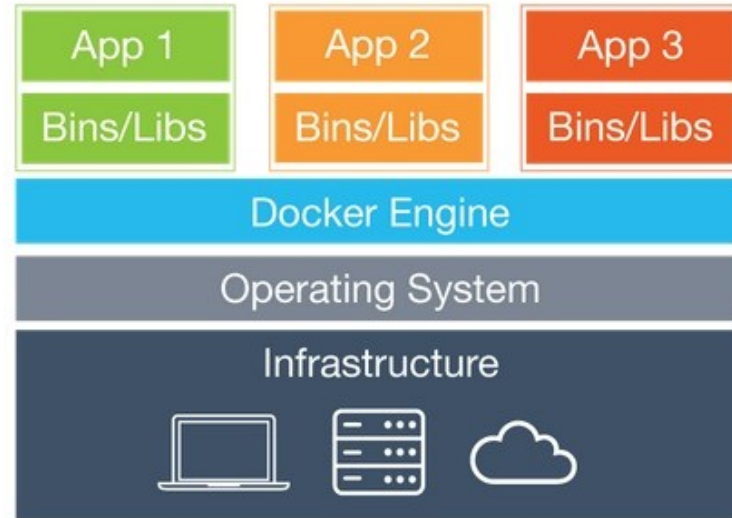 App 1 App 2 App 3
Bins/Libs Bins/Libs Bins/Libs
Docker Engine
Operating System
Infrastructure